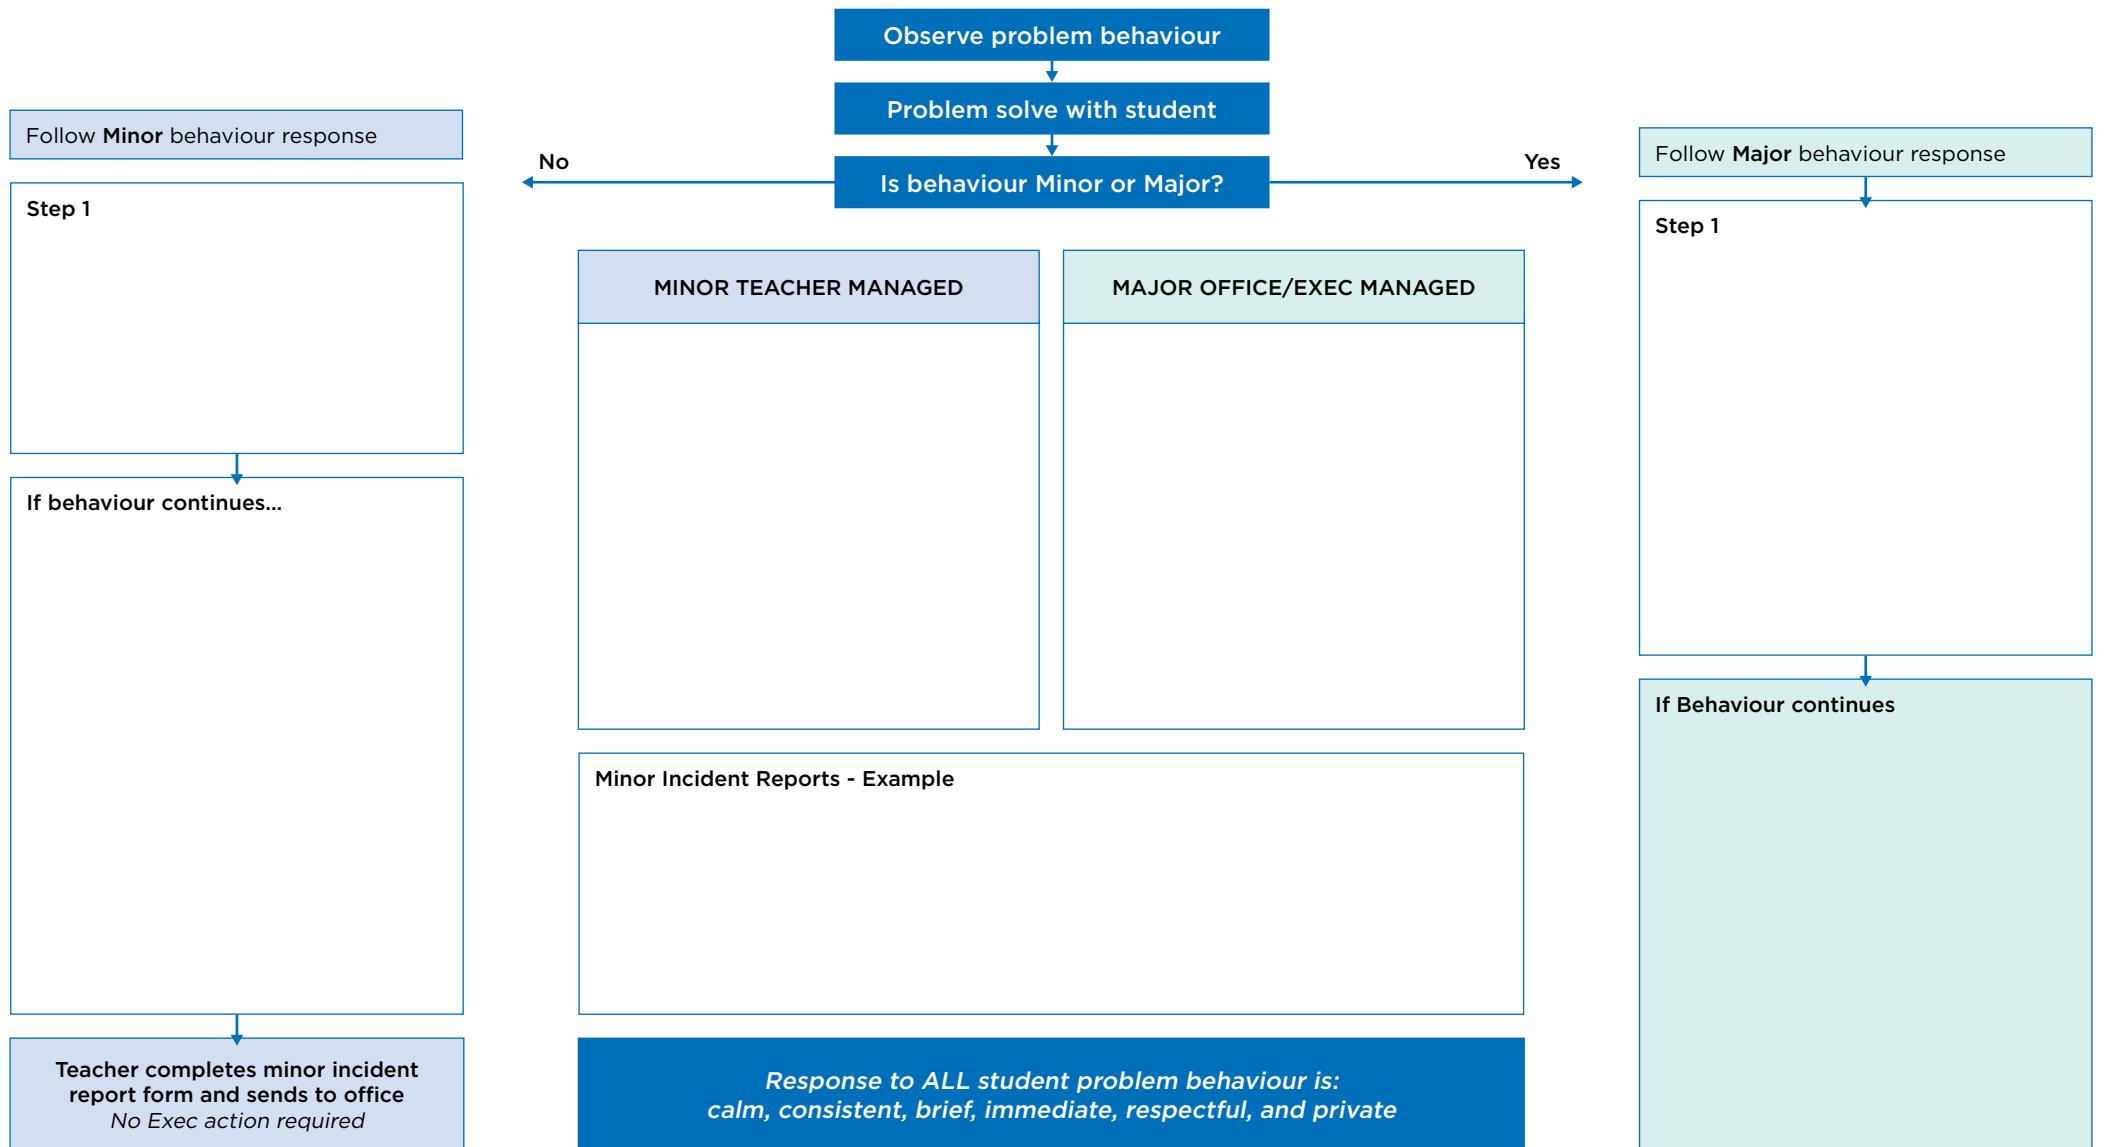 Observe problem behaviour
Problem solve with student
Is behaviour Minor or Major?
No
Yes
Follow Minor behaviour response
Step 1
If behaviour continues...
Teacher completes minor incident
report form and sends to office
No Exec action required
MINOR TEACHER MANAGED
MAJOR OFFICE/EXEC MANAGED
Minor Incident Reports - Example
Response to ALL student problem behaviour is:
calm, consistent, brief, immediate, respectful, and private
Follow Major behaviour response
Step 1
If Behaviour continues